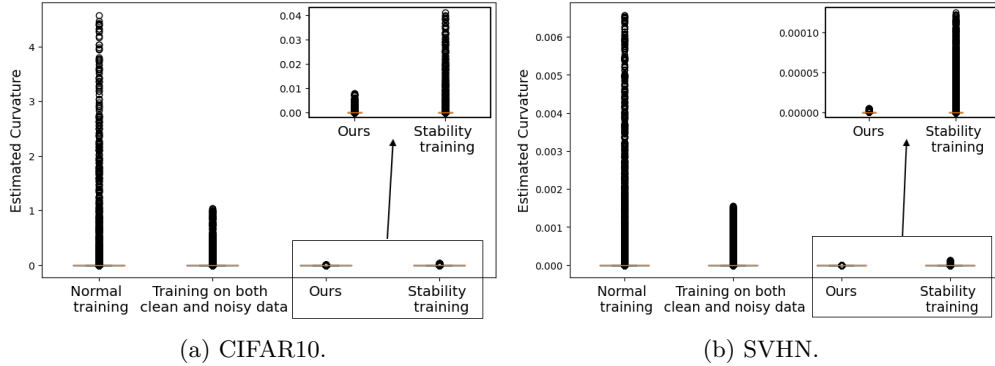 Estimated Curvature
4
3
2
1
0
0.04
0.03
0.02
0.01
0.00
Ours
Stability
training
Normal
training
Training on both
clean and noisy data
Ours
Stability
training
(a) CIFAR10.
Estimated Curvature
0.006
0.005
0.004
0.003
0.002
0.001
0.000
0.00010
0.00005
0.00000
Ours
Stability
training
Normal
training
Training on both
clean and noisy data
Ours
Stability
training
(b) SVHN.